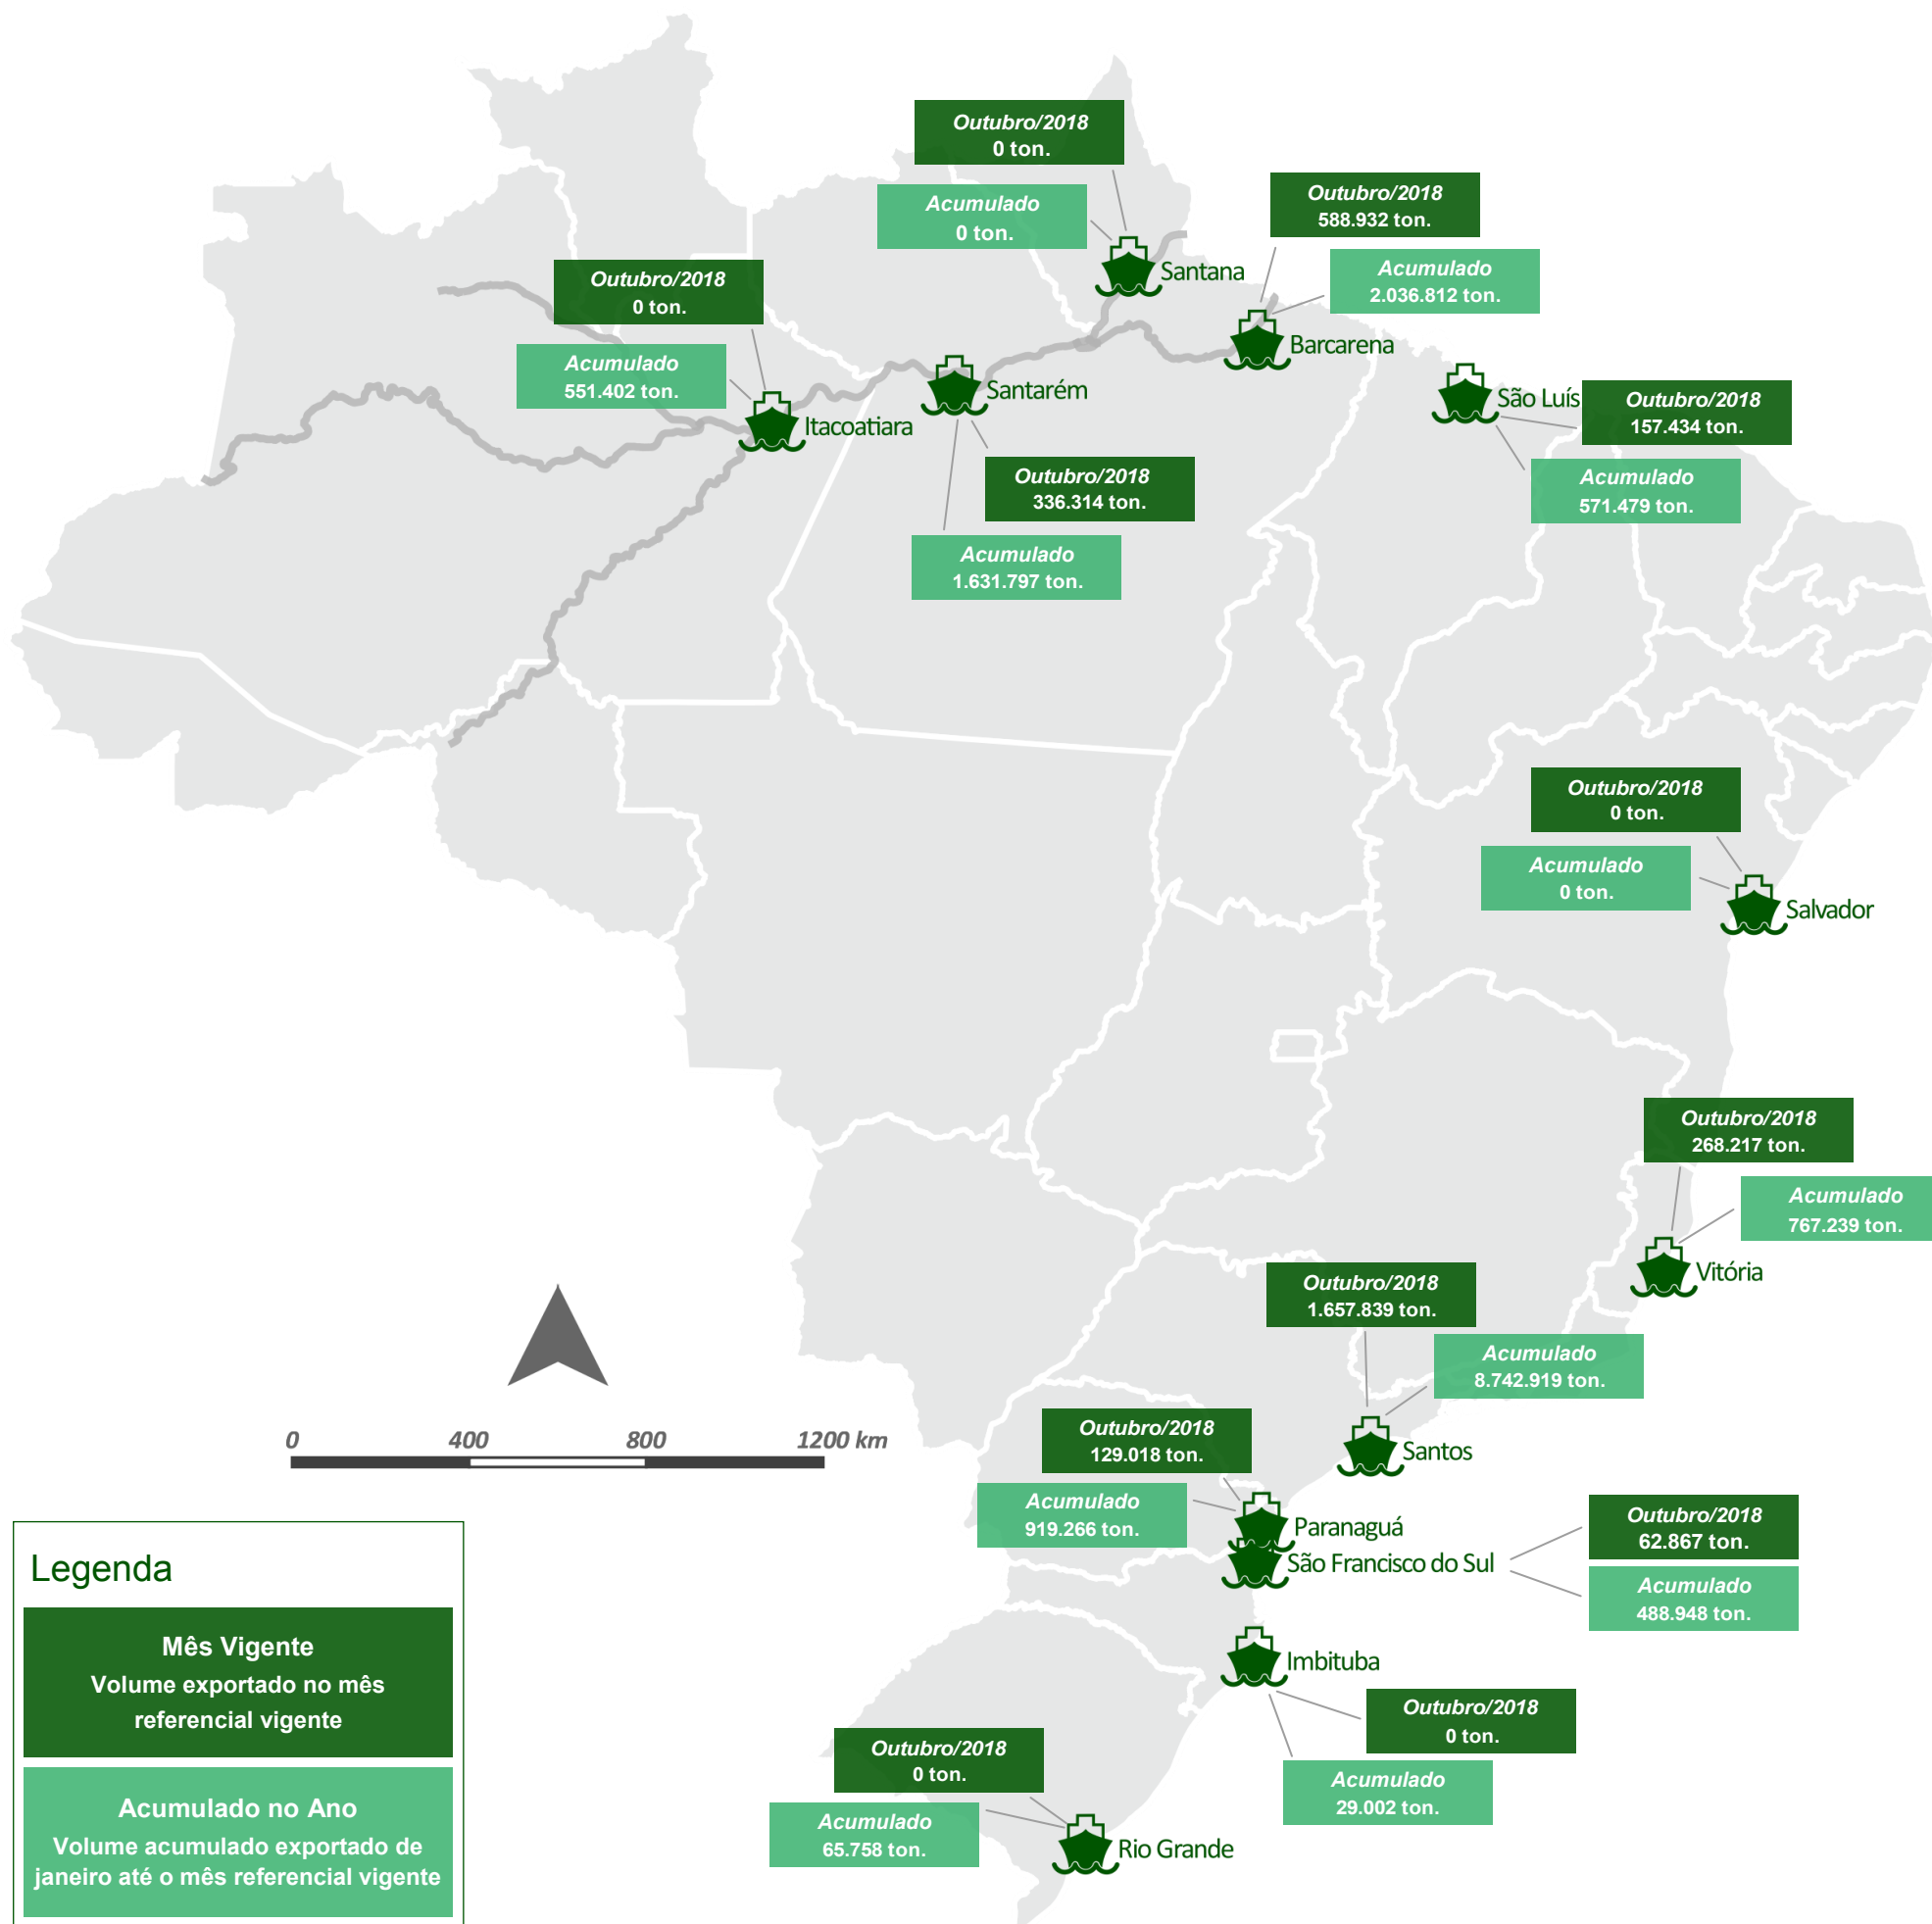 Outubro/2018
0 ton.
Acumulado
0 ton.
Santana
Outubro/2018
588.932 ton.
Acumulado
2.036.812 ton.
Barcarena
Outubro/2018
0 ton.
Acumulado
551.402 ton.
Itacoatiara
Santarém
Outubro/2018
336.314 ton.
Acumulado
1.631.797 ton.
São Luís
Outubro/2018
157.434 ton.
Acumulado
571.479 ton.
Outubro/2018
0 ton.
Acumulado
0 ton.
Salvador
Outubro/2018
268.217 ton.
Acumulado
767.239 ton.
Vitória
Outubro/2018
1.657.839 ton.
Acumulado
8.742.919 ton.
Santos
Outubro/2018
129.018 ton.
Acumulado
919.266 ton.
Paranaguá
São Francisco do Sul
Outubro/2018
62.867 ton.
Acumulado
488.948 ton.
Imbituba
Outubro/2018
0 ton.
Acumulado
29.002 ton.
Outubro/2018
0 ton.
Acumulado
65.758 ton.
Rio Grande
0 400 800 1200 km
Legenda
Mês Vigente
Volume exportado no mês
referencial vigente
Acumulado no Ano
Volume acumulado exportado de
janeiro até o mês referencial vigente